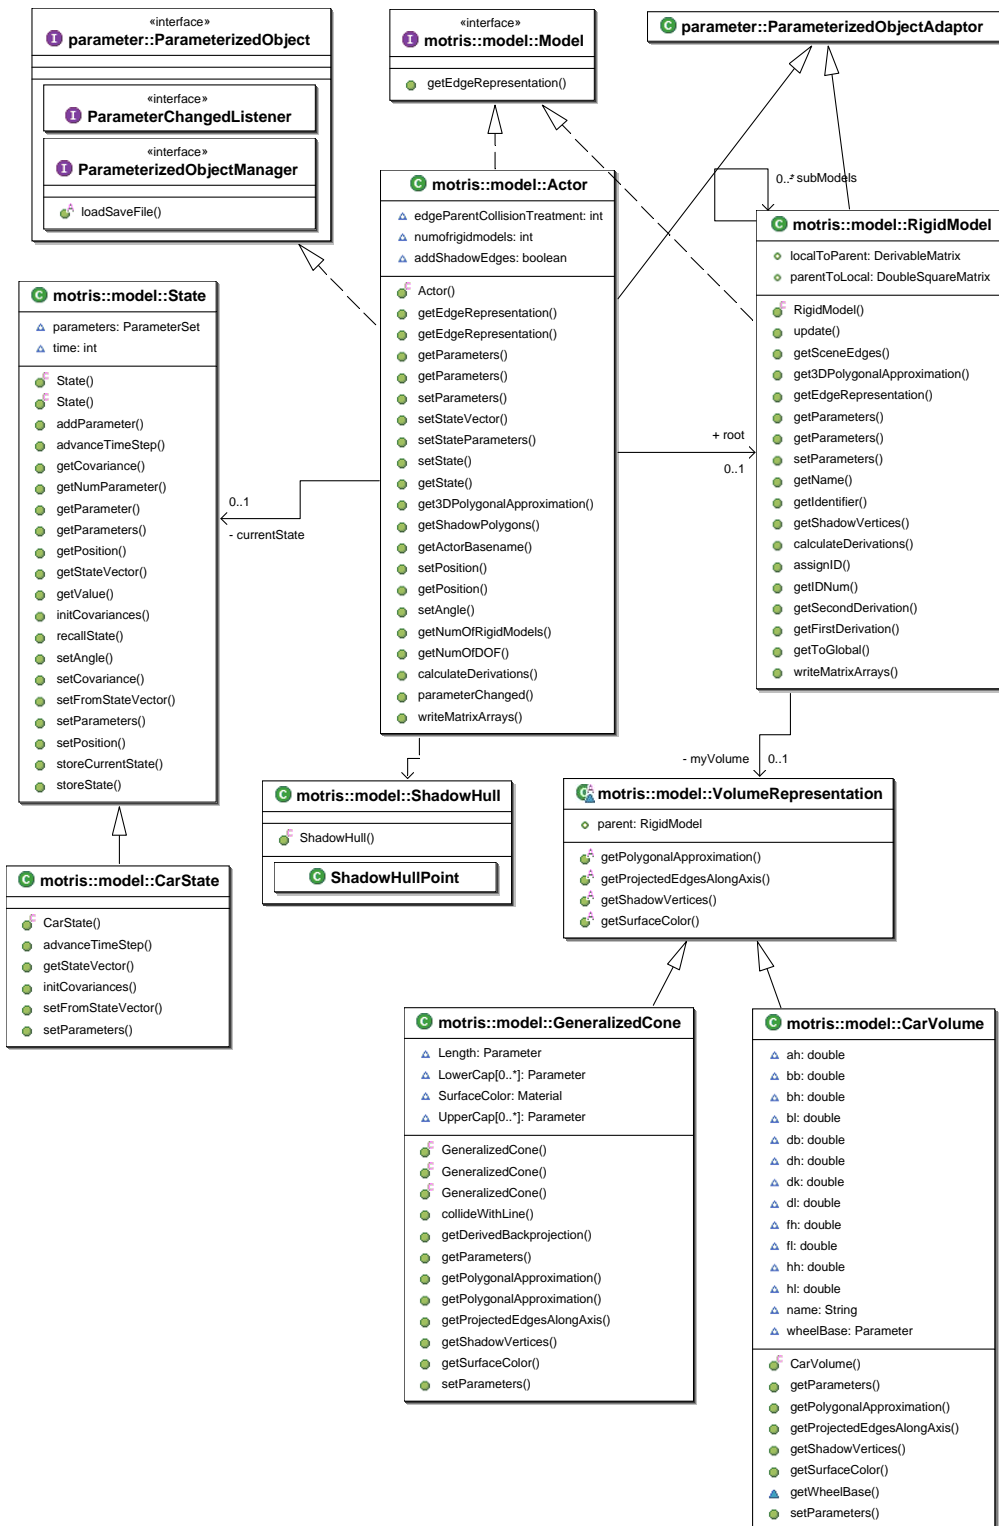 «interface»
I parameter::ParameterizedObject
«interface»
I ParameterChangedListener
«interface»
I ParameterizedObjectManager
A loadSaveFile()
«interface»
I motris::model::Model
getEdgeRepresentation()
C parameter::ParameterizedObjectAdaptor
C motris::model::Actor
edgeParentCollisionTreatment: int
numofrigidmodels: int
addShadowEdges: boolean
C Actor()
getEdgeRepresentation()
getEdgeRepresentation()
getParameters()
getParameters()
setParameters()
setStateVector()
setStateParameters()
setState()
getState()
get3DPolygonalApproximation()
getShadowPolygons()
getActorBasename()
setPosition()
getPosition()
setAngle()
getNumOfRigidModels()
getNumOfDOF()
calculateDerivations()
parameterChanged()
writeMatrixArrays()
0..* - subModels
C motris::model::RigidModel
localToParent: DerivableMatrix
parentToLocal: DoubleSquareMatrix
C RigidModel()
update()
getSceneEdges()
get3DPolygonalApproximation()
getEdgeRepresentation()
getParameters()
getParameters()
setParameters()
getName()
getIdentifier()
getShadowVertices()
calculateDerivations()
assignID()
getIDNum()
getSecondDerivation()
getFirstDerivation()
getToGlobal()
writeMatrixArrays()
+ root
0..1
C motris::model::State
parameters: ParameterSet
time: int
C State()
C State()
addParameter()
advanceTimeStep()
getCovariance()
getNumParameter()
getParameter()
getParameters()
getPosition()
getStateVector()
getValue()
initCovariances()
recallState()
setAngle()
setCovariance()
setFromStateVector()
setParameters()
setPosition()
storeCurrentState()
storeState()
0..1
- currentState
C motris::model::ShadowHull
C ShadowHull()
C ShadowHullPoint
- myVolume
0..1
C A motris::model::VolumeRepresentation
parent: RigidModel
A getPolygonalApproximation()
A getProjectedEdgesAlongAxis()
A getShadowVertices()
A getSurfaceColor()
C motris::model::CarState
C CarState()
advanceTimeStep()
getStateVector()
initCovariances()
setFromStateVector()
setParameters()
C motris::model::GeneralizedCone
Length: Parameter
LowerCap[0..*]: Parameter
SurfaceColor: Material
UpperCap[0..*]: Parameter
C GeneralizedCone()
C GeneralizedCone()
C GeneralizedCone()
collideWithLine()
getDerivedBackprojection()
getParameters()
getPolygonalApproximation()
getPolygonalApproximation()
getProjectedEdgesAlongAxis()
getShadowVertices()
getSurfaceColor()
setParameters()
C motris::model::CarVolume
ah: double
bb: double
bh: double
bl: double
db: double
dh: double
dk: double
dl: double
fh: double
fl: double
hh: double
hl: double
name: String
wheelBase: Parameter
C CarVolume()
getParameters()
getPolygonalApproximation()
getProjectedEdgesAlongAxis()
getShadowVertices()
getSurfaceColor()
getWheelBase()
setParameters()